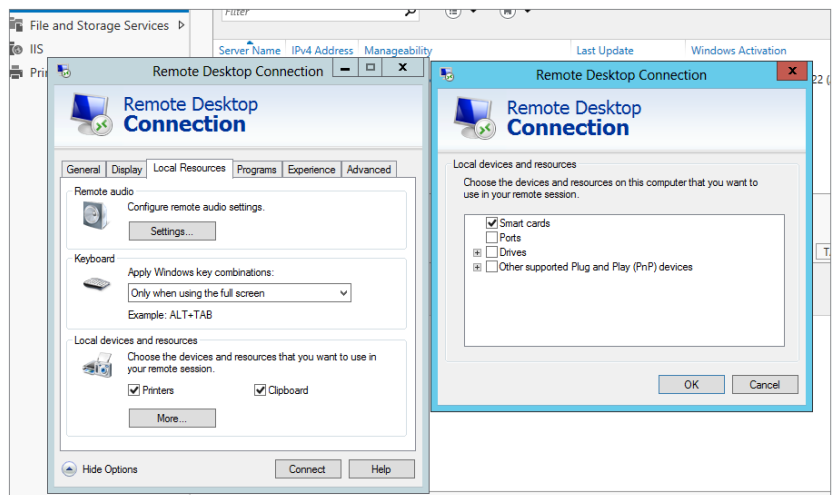 File and Storage Services
Filter
IIS
Server Name IPv4 Address Manageability Last Update Windows Activation
Remote Desktop Connection
Remote Desktop
Connection
General Display Local Resources Programs Experience Advanced
Remote audio
Configure remote audio settings.
Settings...
Keyboard
Apply Windows key combinations:
Only when using the full screen
Example: ALT+TAB
Local devices and resources
Choose the devices and resources that you want to use in
your remote session.
Printers Clipboard
More...
Hide Options Connect Help
Remote Desktop Connection
Remote Desktop
Connection
Local devices and resources
Choose the devices and resources on this computer that you want to
use in your remote session.
Smart cards
Ports
Drives
Other supported Plug and Play (PnP) devices
OK Cancel